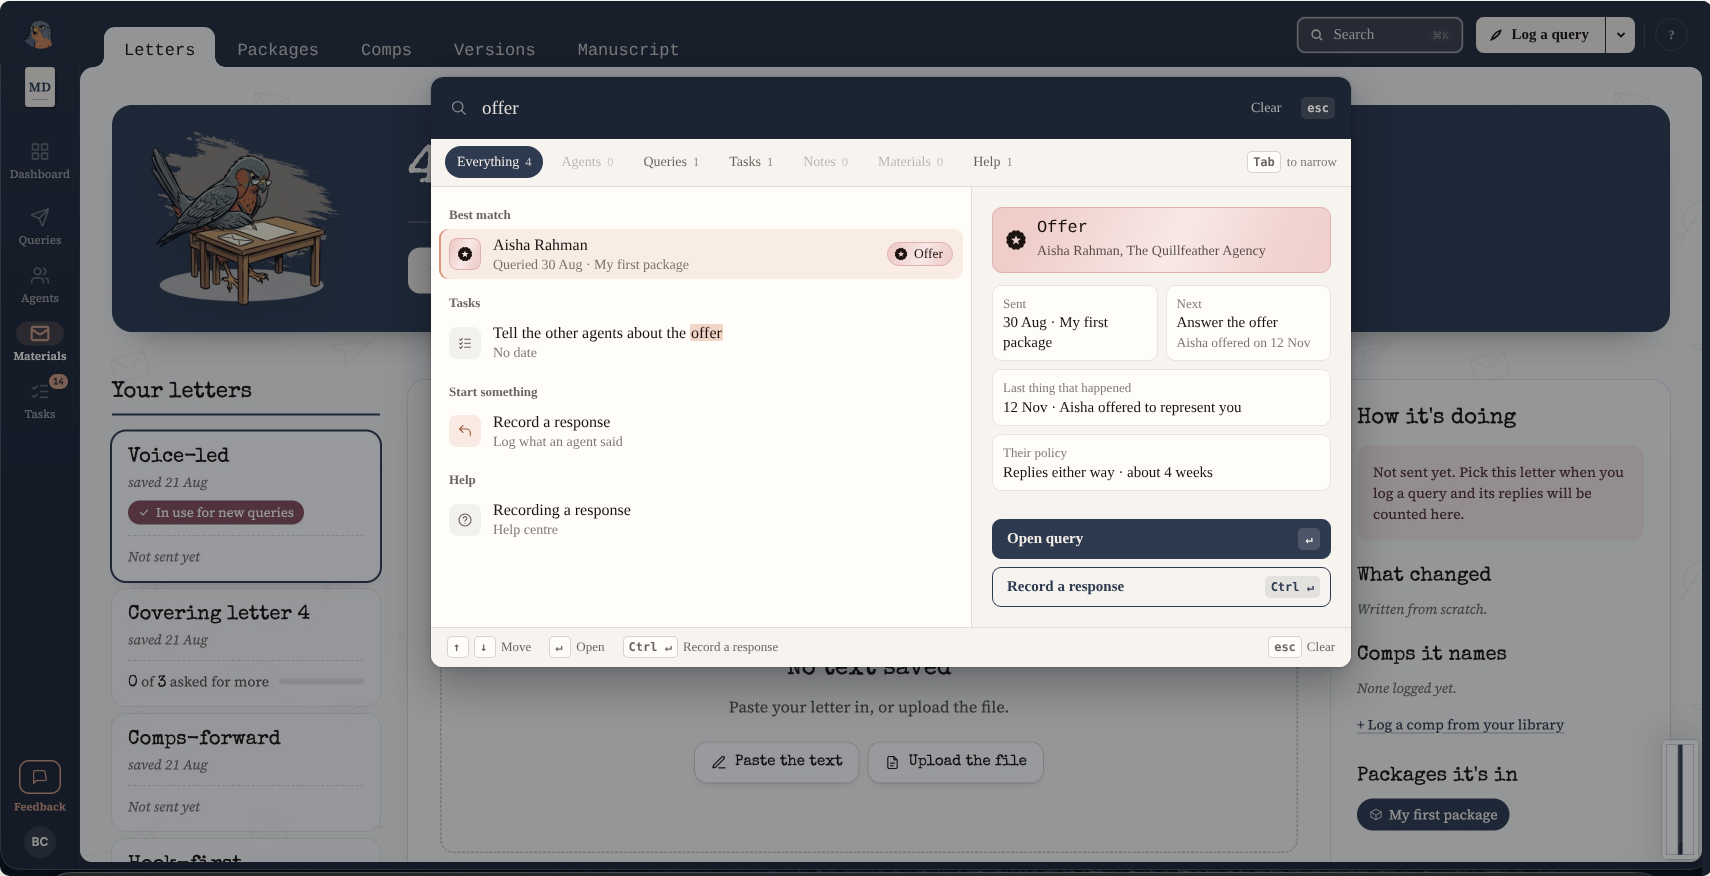 Letters
Packages
Comps
Versions
Manuscript
Search
⌘K
Log a query
?
MD
Dashboard
Queries
Agents
Materials
14
Tasks
Feedback
BC
4
offer
Clear
esc
Everything 4
Agents 0
Queries 1
Tasks 1
Notes 0
Materials 0
Help 1
Tab to narrow
Best match
Aisha Rahman
Queried 30 Aug · My first package
Offer
Tasks
Tell the other agents about the offer
No date
Start something
Record a response
Log what an agent said
Help
Recording a response
Help centre
Offer
Aisha Rahman, The Quillfeather Agency
Sent
30 Aug · My first
package
Next
Answer the offer
Aisha offered on 12 Nov
Last thing that happened
12 Nov · Aisha offered to represent you
Their policy
Replies either way · about 4 weeks
Open query ↵
Record a response Ctrl ↵
↑ ↓ Move
↵ Open
Ctrl ↵ Record a response
esc Clear
Your letters
Voice-led
saved 21 Aug
In use for new queries
Not sent yet
Covering letter 4
saved 21 Aug
0 of 3 asked for more
Comps-forward
saved 21 Aug
Not sent yet
Hook-first
No text saved
Paste your letter in, or upload the file.
Paste the text
Upload the file
How it's doing
Not sent yet. Pick this letter when you
log a query and its replies will be
counted here.
What changed
Written from scratch.
Comps it names
None logged yet.
+ Log a comp from your library
Packages it's in
My first package